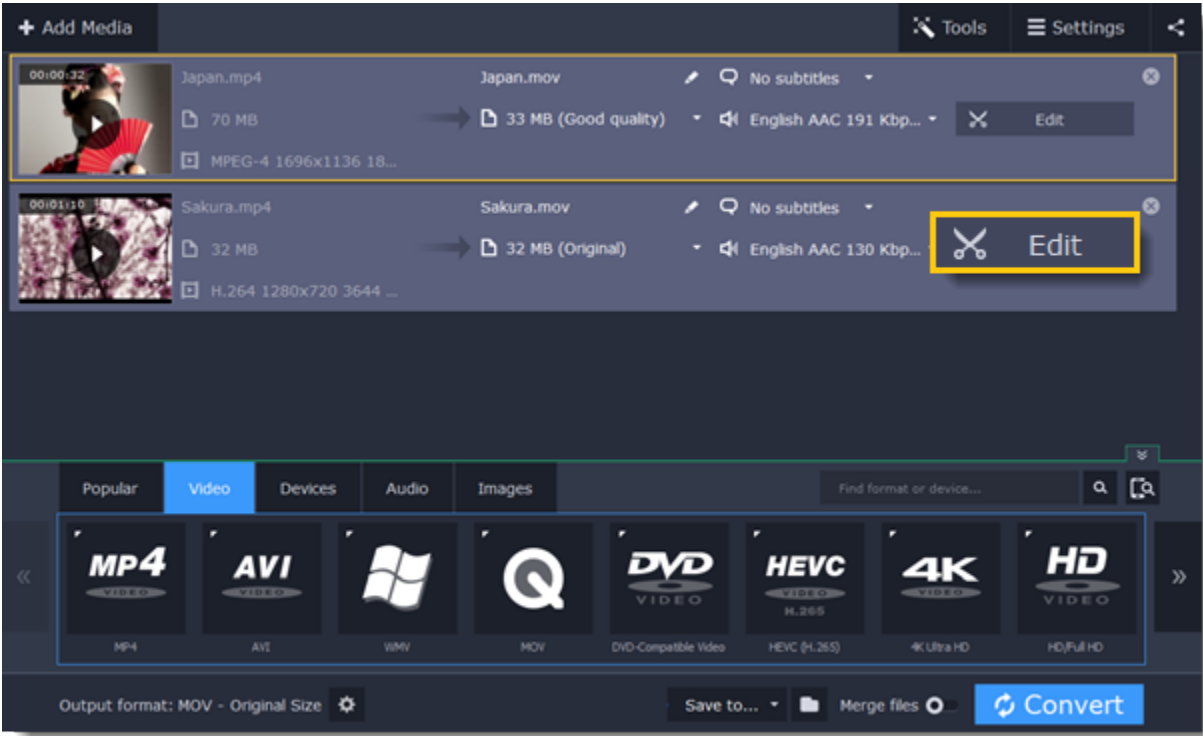 Add Media
Tools
Settings
00:00:32
Japan.mp4
Japan.mov
No subtitles
70 MB
33 MB (Good quality)
English AAC 191 Kbp...
Edit
MPEG-4 1696x1136 18...
00:01:10
Sakura.mp4
Sakura.mov
No subtitles
32 MB
32 MB (Original)
English AAC 130 Kbp...
Edit
H.264 1280x720 3644 ...
Popular
Video
Devices
Audio
Images
Find format or device...
MP4
VIDEO
AVI
VIDEO
DVD
VIDEO
HEVC
VIDEO
H.265
4K
VIDEO
HD
VIDEO
MP4
AVI
WMV
MOV
DVD-Compatible Video
HEVC (H.265)
4K Ultra HD
HD/Full HD
Output format: MOV - Original Size
Save to...
Merge files
Convert